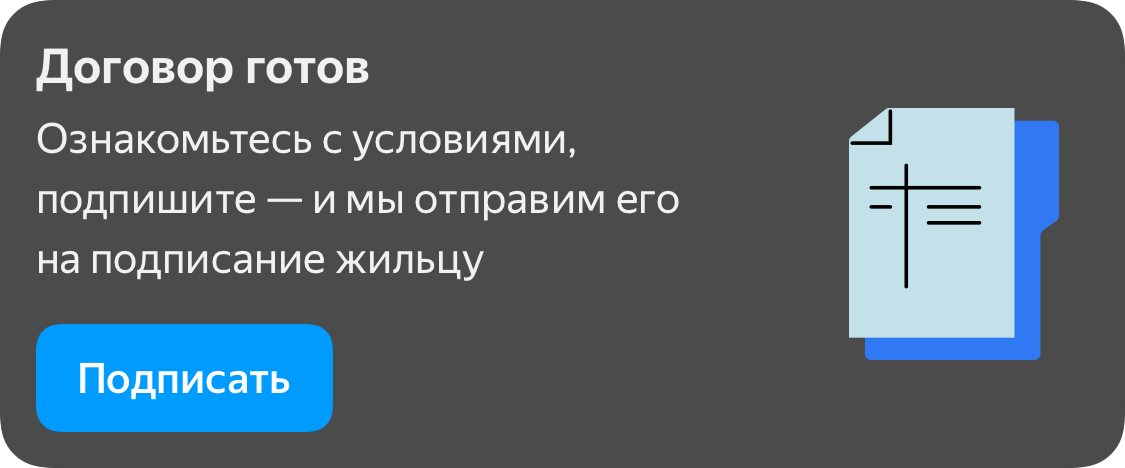 Договор готов
Ознакомьтесь с условиями,
подпишите — и мы отправим его
на подписание жильцу
Подписать